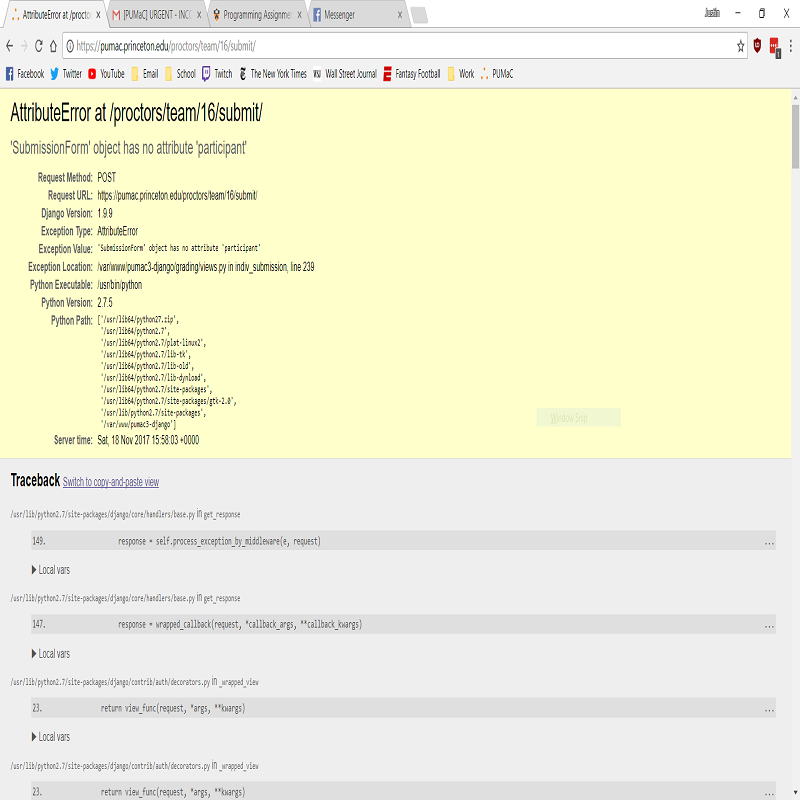 AttributeError at /proctor
[PUMaC] URGENT - INCO
Programming Assignme
Messenger
Justin
https://pumac.princeton.edu/proctors/team/16/submit/
Facebook Twitter YouTube Email School Twitch The New York Times WSJ Wall Street Journal Fantasy Football Work PUMaC
AttributeError at /proctors/team/16/submit/
'SubmissionForm' object has no attribute 'participant'
Request Method: POST
Request URL: https://pumac.princeton.edu/proctors/team/16/submit/
Django Version: 1.9.9
Exception Type: AttributeError
Exception Value: 'SubmissionForm' object has no attribute 'participant'
Exception Location: /var/www/pumac3-django/grading/views.py in indiv_submission, line 239
Python Executable: /usr/bin/python
Python Version: 2.7.5
Python Path: ['/usr/lib64/python27.zip',
'/usr/lib64/python2.7',
'/usr/lib64/python2.7/plat-linux2',
'/usr/lib64/python2.7/lib-tk',
'/usr/lib64/python2.7/lib-old',
'/usr/lib64/python2.7/lib-dynload',
'/usr/lib64/python2.7/site-packages',
'/usr/lib64/python2.7/site-packages/gtk-2.0',
'/usr/lib/python2.7/site-packages',
'/var/www/pumac3-django']
Window Snip
Server time: Sat, 18 Nov 2017 15:58:03 +0000
Traceback Switch to copy-and-paste view
/usr/lib/python2.7/site-packages/django/core/handlers/base.py in get_response
149. response = self.process_exception_by_middleware(e, request) ...
Local vars
/usr/lib/python2.7/site-packages/django/core/handlers/base.py in get_response
147. response = wrapped_callback(request, *callback_args, **callback_kwargs) ...
Local vars
/usr/lib/python2.7/site-packages/django/contrib/auth/decorators.py in _wrapped_view
23. return view_func(request, *args, **kwargs) ...
Local vars
/usr/lib/python2.7/site-packages/django/contrib/auth/decorators.py in _wrapped_view
23. return view_func(request, *args, **kwargs) ...